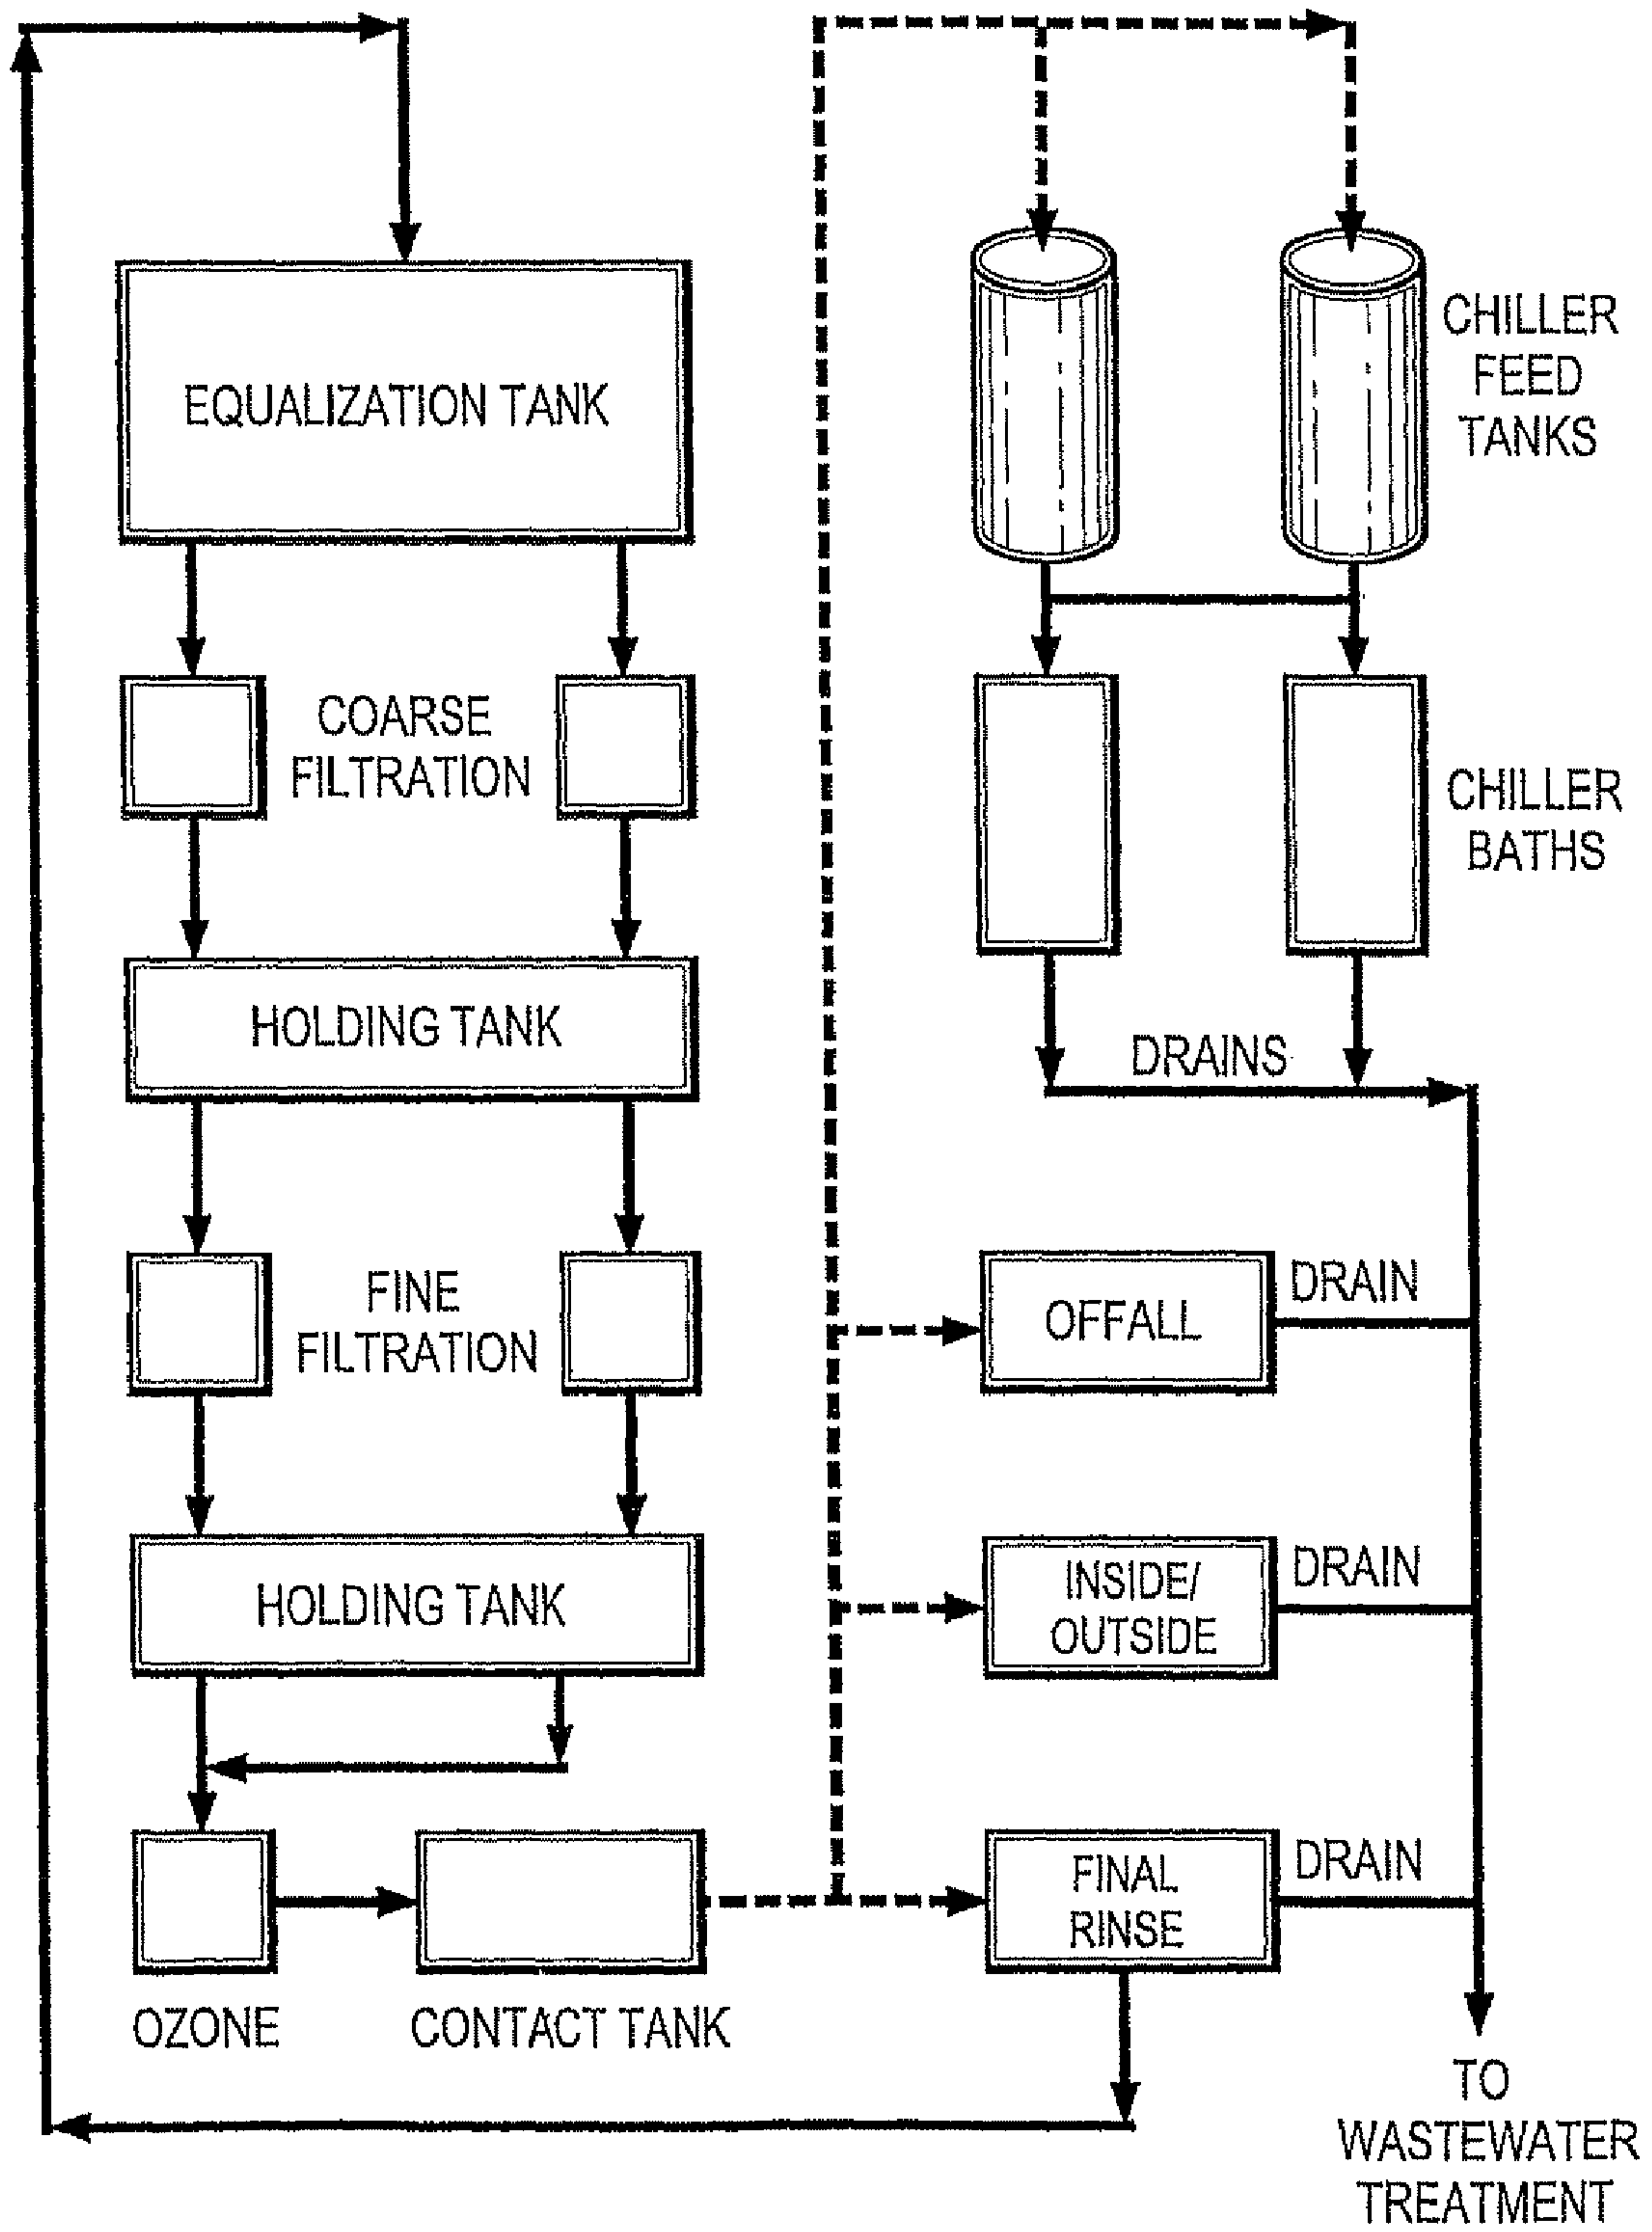 EQUALIZATION TANK
COARSE
FILTRATION
HOLDING TANK
FINE
FILTRATION
HOLDING TANK
OZONE
CONTACT TANK
CHILLER
FEED
TANKS
CHILLER
BATHS
DRAINS
OFFALL
DRAIN
INSIDE/
OUTSIDE
DRAIN
FINAL
RINSE
DRAIN
TO
WASTEWATER
TREATMENT